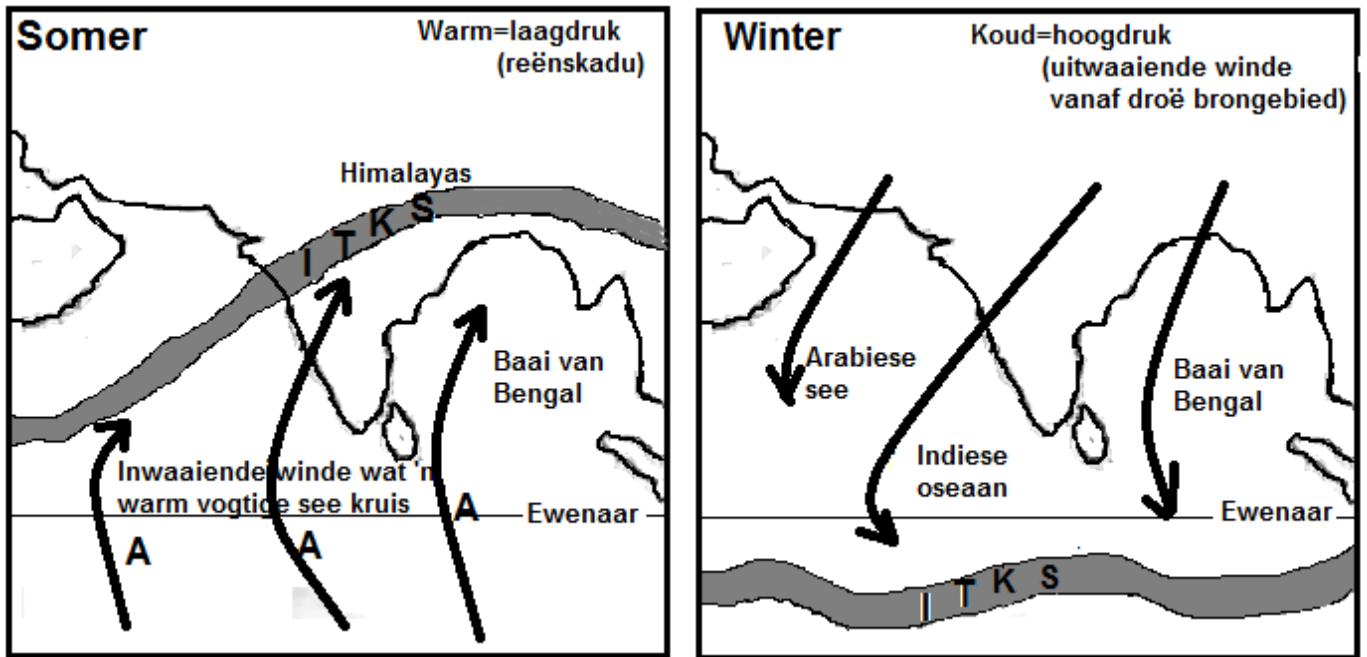 Somer
Warm=laagdruk
(reënskadu)
Himalayas
I T K S
Baai van
Bengal
Inwaaiende winde wat 'n
warm vogtige see kruis
A
A
A
Ewenaar
Winter
Koud=hoogdruk
(uitwaaiende winde
vanaf droë brongebied)
Arabiese
see
Baai van
Bengal
Indiese
oseaan
Ewenaar
I T K S